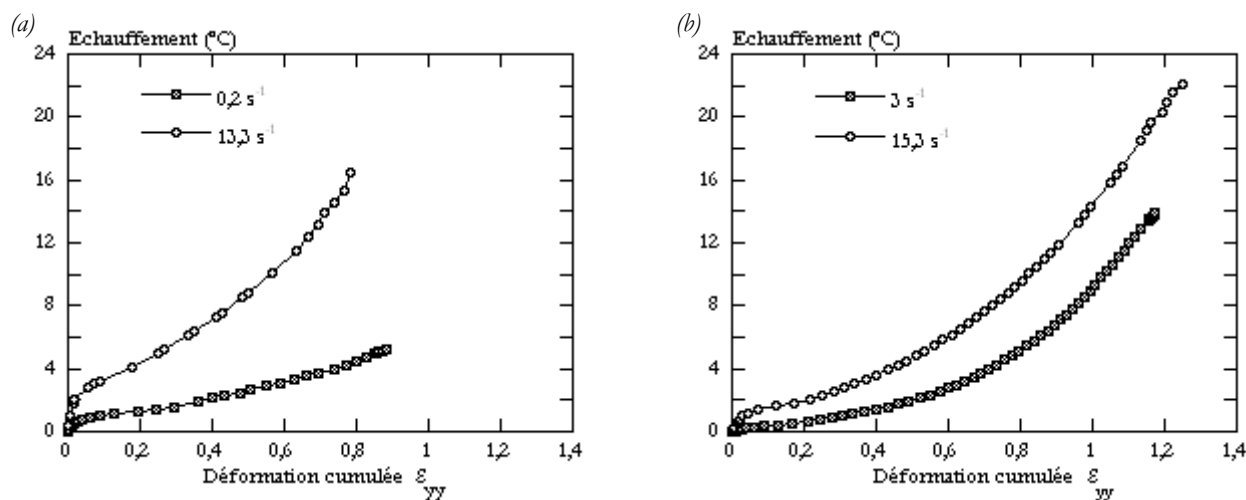 (a)
Echauffement (°C)
24
20
16
12
8
4
0
0,2 s⁻¹
13,3 s⁻¹
0 0,2 0,4 0,6 0,8 1 1,2 1,4
Déformation cumulée ε yy
(b)
Echauffement (°C)
24
20
16
12
8
4
0
3 s⁻¹
15,3 s⁻¹
0 0,2 0,4 0,6 0,8 1 1,2 1,4
Déformation cumulée ε yy